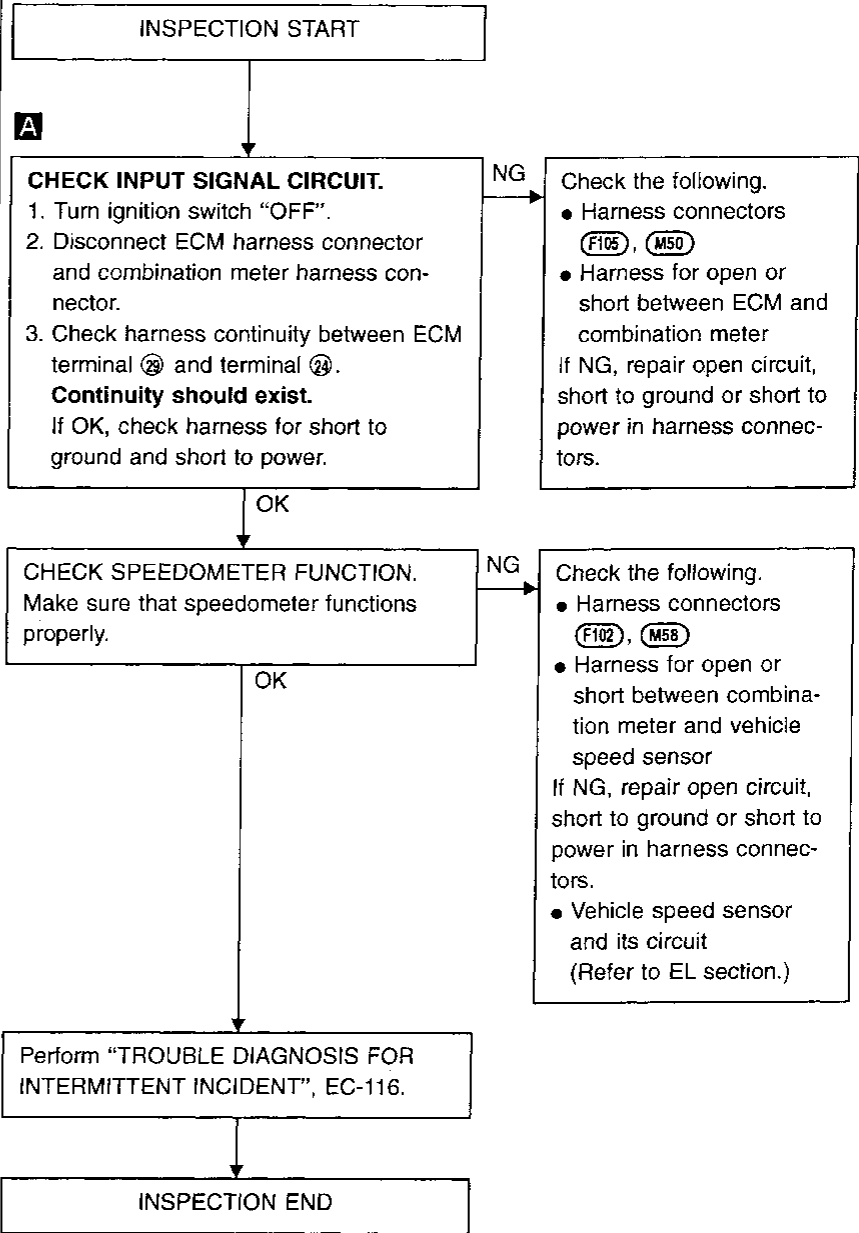 INSPECTION START
A
CHECK INPUT SIGNAL CIRCUIT.
1. Turn ignition switch “OFF”.
2. Disconnect ECM harness connector
and combination meter harness con-
nector.
3. Check harness continuity between ECM
terminal ㉙ and terminal ㉔.
Continuity should exist.
If OK, check harness for short to
ground and short to power.
NG
Check the following.
● Harness connectors
F105, M50
● Harness for open or
short between ECM and
combination meter
If NG, repair open circuit,
short to ground or short to
power in harness connec-
tors.
OK
CHECK SPEEDOMETER FUNCTION.
Make sure that speedometer functions
properly.
NG
Check the following.
● Harness connectors
F102, M58
● Harness for open or
short between combina-
tion meter and vehicle
speed sensor
If NG, repair open circuit,
short to ground or short to
power in harness connec-
tors.
● Vehicle speed sensor
and its circuit
(Refer to EL section.)
OK
Perform “TROUBLE DIAGNOSIS FOR
INTERMITTENT INCIDENT”, EC-116.
INSPECTION END